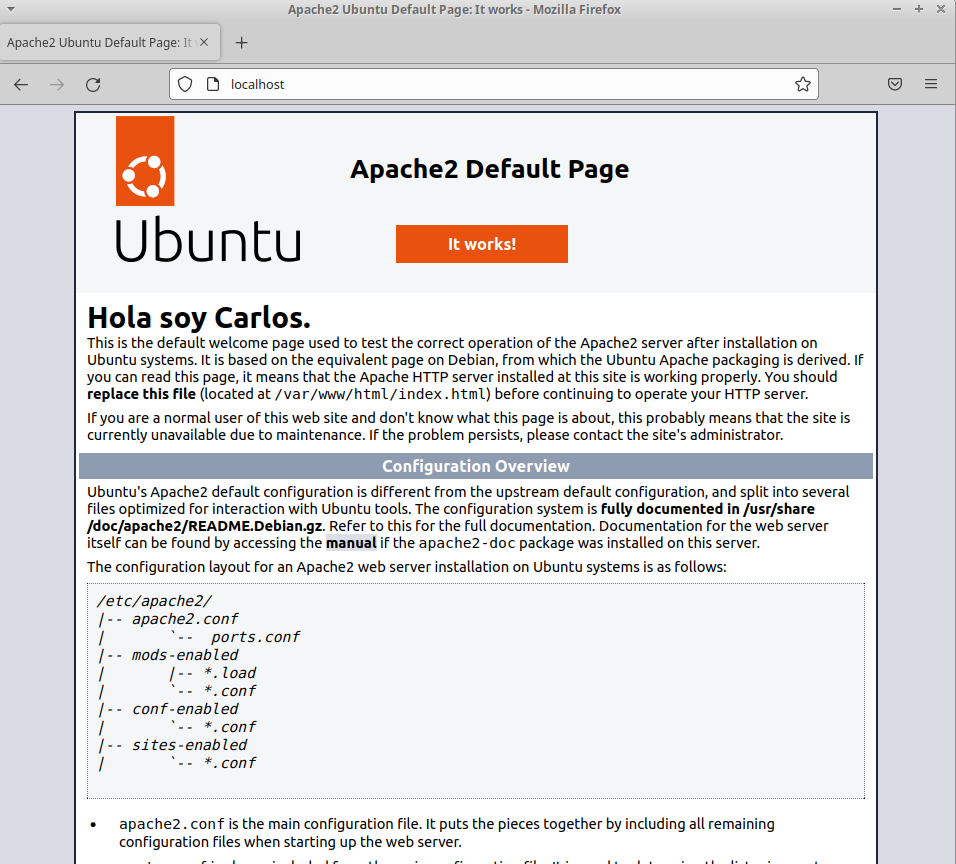 Apache2 Ubuntu Default Page: It works - Mozilla Firefox
Apache2 Ubuntu Default Page: It
localhost
Apache2 Default Page
Ubuntu
It works!
Hola soy Carlos.
This is the default welcome page used to test the correct operation of the Apache2 server after installation on
Ubuntu systems. It is based on the equivalent page on Debian, from which the Ubuntu Apache packaging is derived. If
you can read this page, it means that the Apache HTTP server installed at this site is working properly. You should
replace this file (located at /var/www/html/index.html) before continuing to operate your HTTP server.
If you are a normal user of this web site and don't know what this page is about, this probably means that the site is
currently unavailable due to maintenance. If the problem persists, please contact the site's administrator.
Configuration Overview
Ubuntu's Apache2 default configuration is different from the upstream default configuration, and split into several
files optimized for interaction with Ubuntu tools. The configuration system is fully documented in /usr/share
/doc/apache2/README.Debian.gz. Refer to this for the full documentation. Documentation for the web server
itself can be found by accessing the manual if the apache2-doc package was installed on this server.
The configuration layout for an Apache2 web server installation on Ubuntu systems is as follows:
/etc/apache2/
|-- apache2.conf
|       `--  ports.conf
|-- mods-enabled
|       |-- *.load
|       `-- *.conf
|-- conf-enabled
|       `-- *.conf
|-- sites-enabled
|       `-- *.conf
• apache2.conf is the main configuration file. It puts the pieces together by including all remaining
configuration files when starting up the web server.